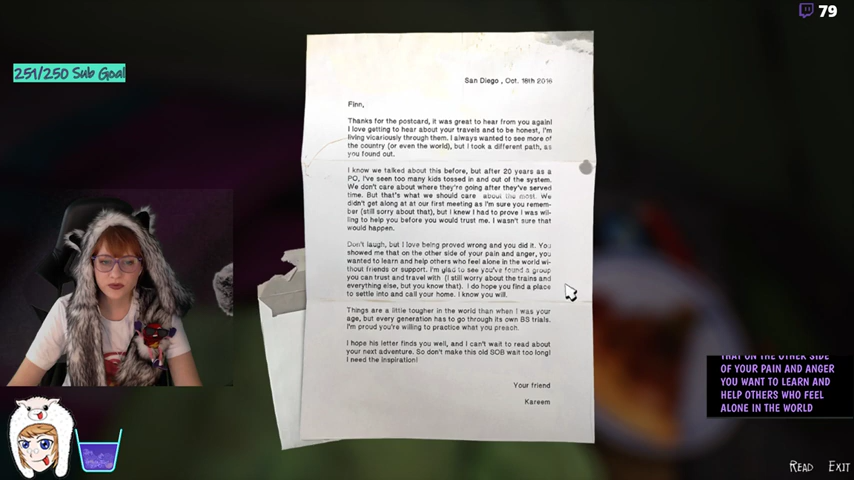 79
251/250 Sub Goal
San Diego , Oct. 18th 2016
Finn,
Thanks for the postcard, it was great to hear from you again!
I love getting to hear about your travels and to be honest, I'm
living vicariously through them. I always wanted to see more of
the country (or even the world), but I took a different path, as
you found out.
I know we talked about this before, but after 20 years as a
PO, I've seen too many kids tossed in and out of the system.
We don't care about where they're going after they've served
time. But that's what we should care about the most. We
didn't get along at at our first meeting as I'm sure you remem-
ber (still sorry about that), but I knew I had to prove I was wil-
ling to help you before you would trust me. I wasn't sure that
would happen.
Don't laugh, but I love being proved wrong and you did it. You
showed me that on the other side of your pain and anger, you
wanted to learn and help others who feel alone in the world wi-
thout friends or support. I'm glad to see you've found a group
you can trust and travel with (I still worry about the trains and
everything else, but you know that). I do hope you find a place
to settle into and call your home. I know you will.
Things are a little tougher in the world than when I was your
age, but every generation has to go through its own BS trials.
I'm proud you're willing to practice what you preach.
I hope his letter finds you well, and I can't wait to read about
your next adventure. So don't make this old SOB wait too long!
I need the inspiration!
Your friend
Kareem
THAT ON THE OTHER SIDE
OF YOUR PAIN AND ANGER
YOU WANT TO LEARN AND
HELP OTHERS WHO FEEL
ALONE IN THE WORLD
READ EXIT